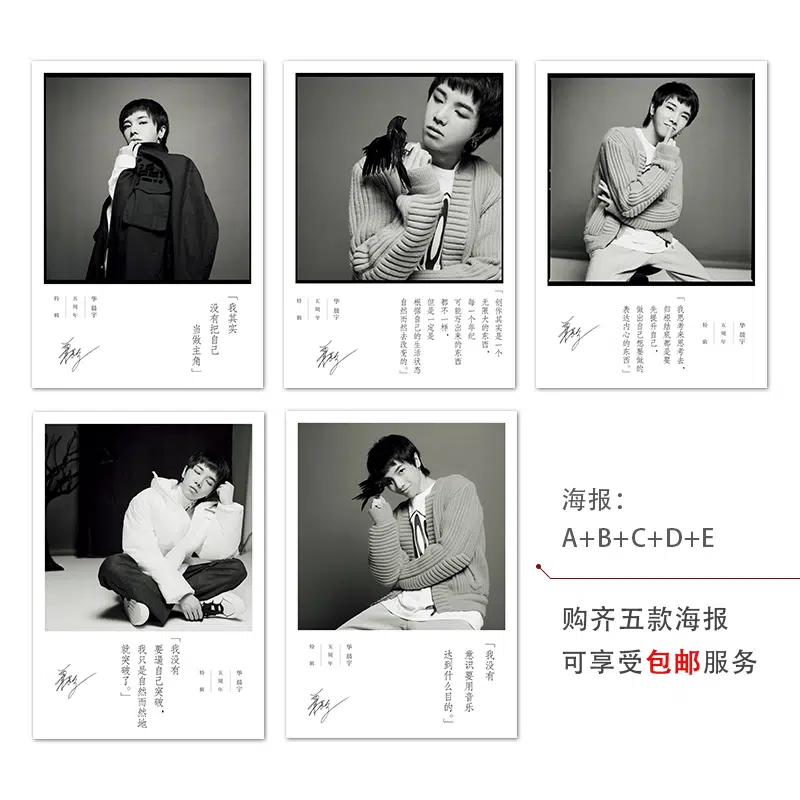 「我其实
没有把自己
当做主角」
华晨宇
五周年
特辑
「创作其实是一个
无限大的东西,
每一个年纪
可能写出来的东西
都不一样,
但是一定是
根据自己的生活状态
自然而然去改变的。」
华晨宇
五周年
特辑
华晨宇
五周年
特辑
「我思考来思考去,
归根结底都是要
先提升自己,
做出自己想要做的
表达内心的东西。」
华晨宇
五周年
特辑
「我没有
要逼自己突破,
我只是自然而然地
就突破了。」
「我没有
意识要用音乐
达到什么目的。」
华晨宇
五周年
特辑
海报：
A+B+C+D+E
购齐五款海报
可享受包邮服务